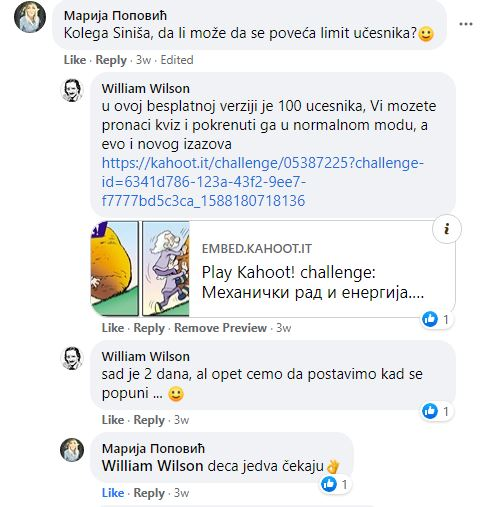 Марија Поповић
Kolega Siniša, da li može da se poveća limit učesnika?
Like · Reply · 3w · Edited
William Wilson
u ovoj besplatnoj verziji je 100 ucesnika, Vi mozete
pronaci kviz i pokrenuti ga u normalnom modu, a
evo i novog izazova
https://kahoot.it/challenge/05387225?challenge-
id=6341d786-123a-43f2-9ee7-
f7777bd5c3ca_1588180718136
i
EMBED.KAHOOT.IT
Play Kahoot! challenge:
Механички рад и енергија....
1
Like · Reply · Remove Preview · 3w
William Wilson
sad je 2 dana, al opet cemo da postavimo kad se
popuni ...
1
Like · Reply · 3w
Марија Поповић
William Wilson deca jedva čekaju
1
Like · Reply · 3w